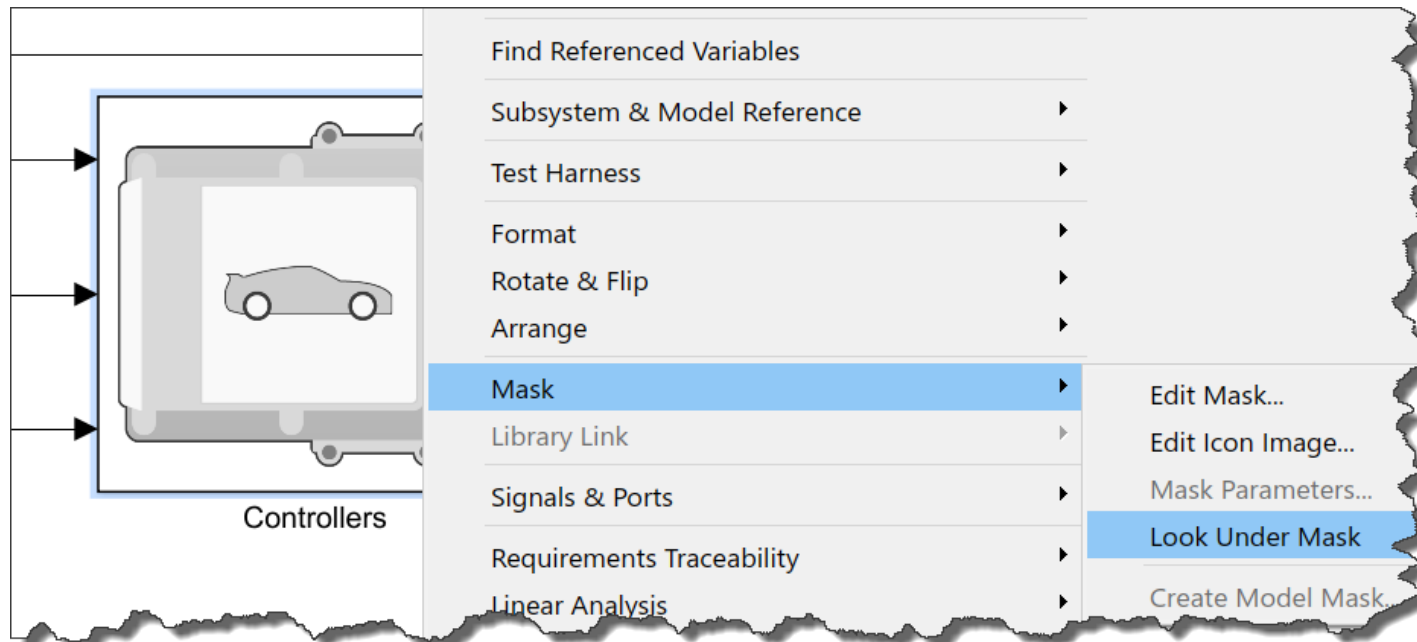 Find Referenced Variables
Subsystem & Model Reference
Test Harness
Format
Rotate & Flip
Arrange
Mask
Library Link
Signals & Ports
Requirements Traceability
Linear Analysis
Edit Mask...
Edit Icon Image...
Mask Parameters...
Look Under Mask
Create Model Mask...
Controllers